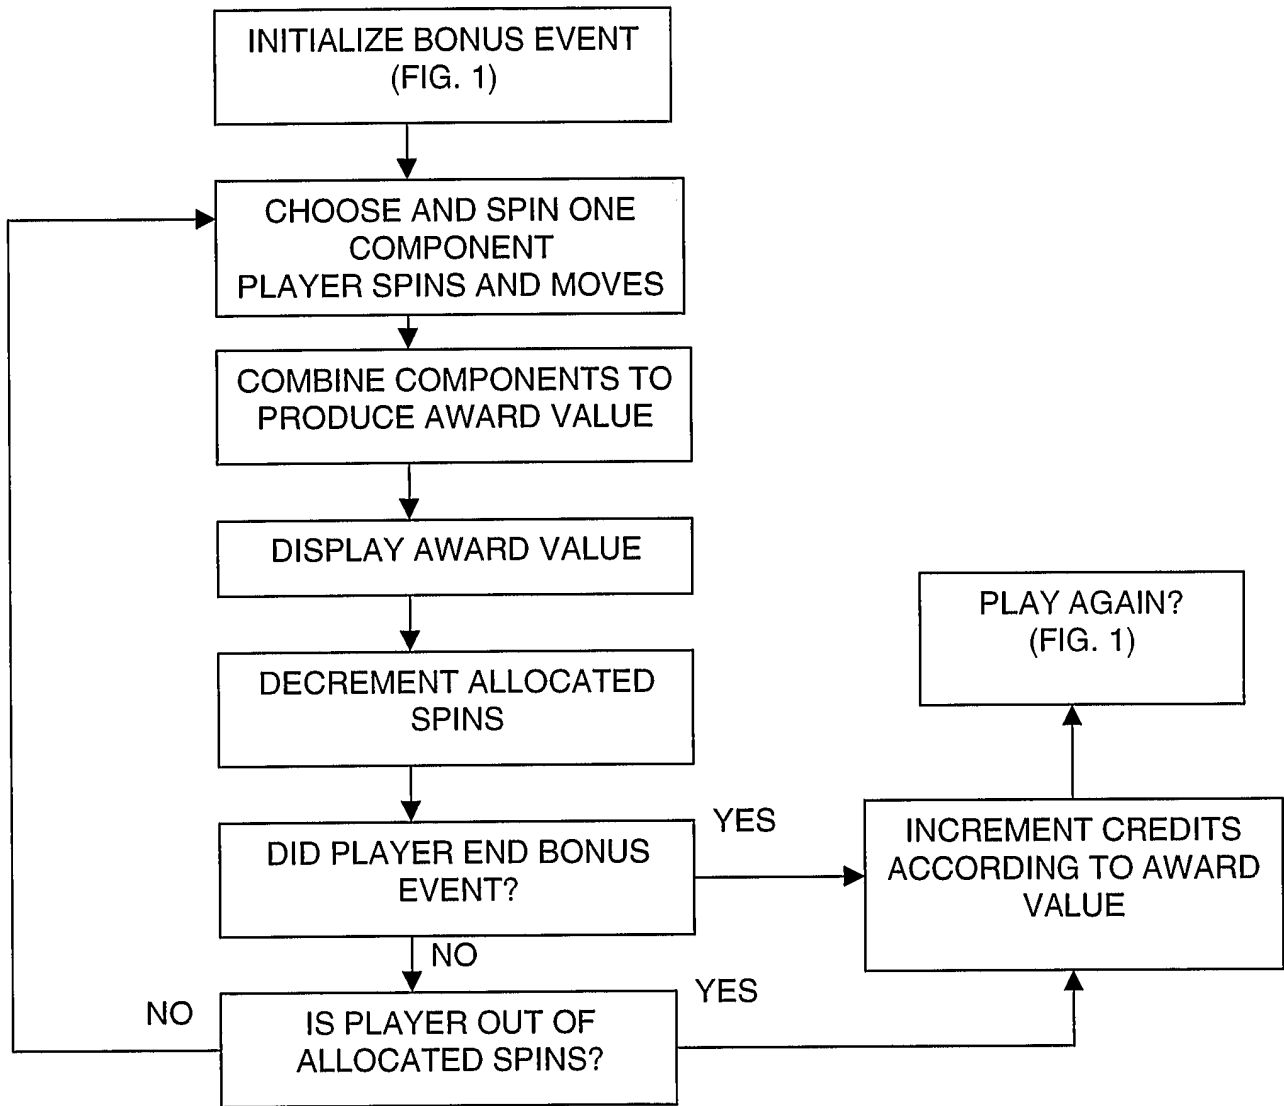 INITIALIZE BONUS EVENT
(FIG. 1)
CHOOSE AND SPIN ONE
COMPONENT
PLAYER SPINS AND MOVES
COMBINE COMPONENTS TO
PRODUCE AWARD VALUE
DISPLAY AWARD VALUE
DECREMENT ALLOCATED
SPINS
DID PLAYER END BONUS
EVENT?
YES
NO
IS PLAYER OUT OF
ALLOCATED SPINS?
NO
YES
INCREMENT CREDITS
ACCORDING TO AWARD
VALUE
PLAY AGAIN?
(FIG. 1)